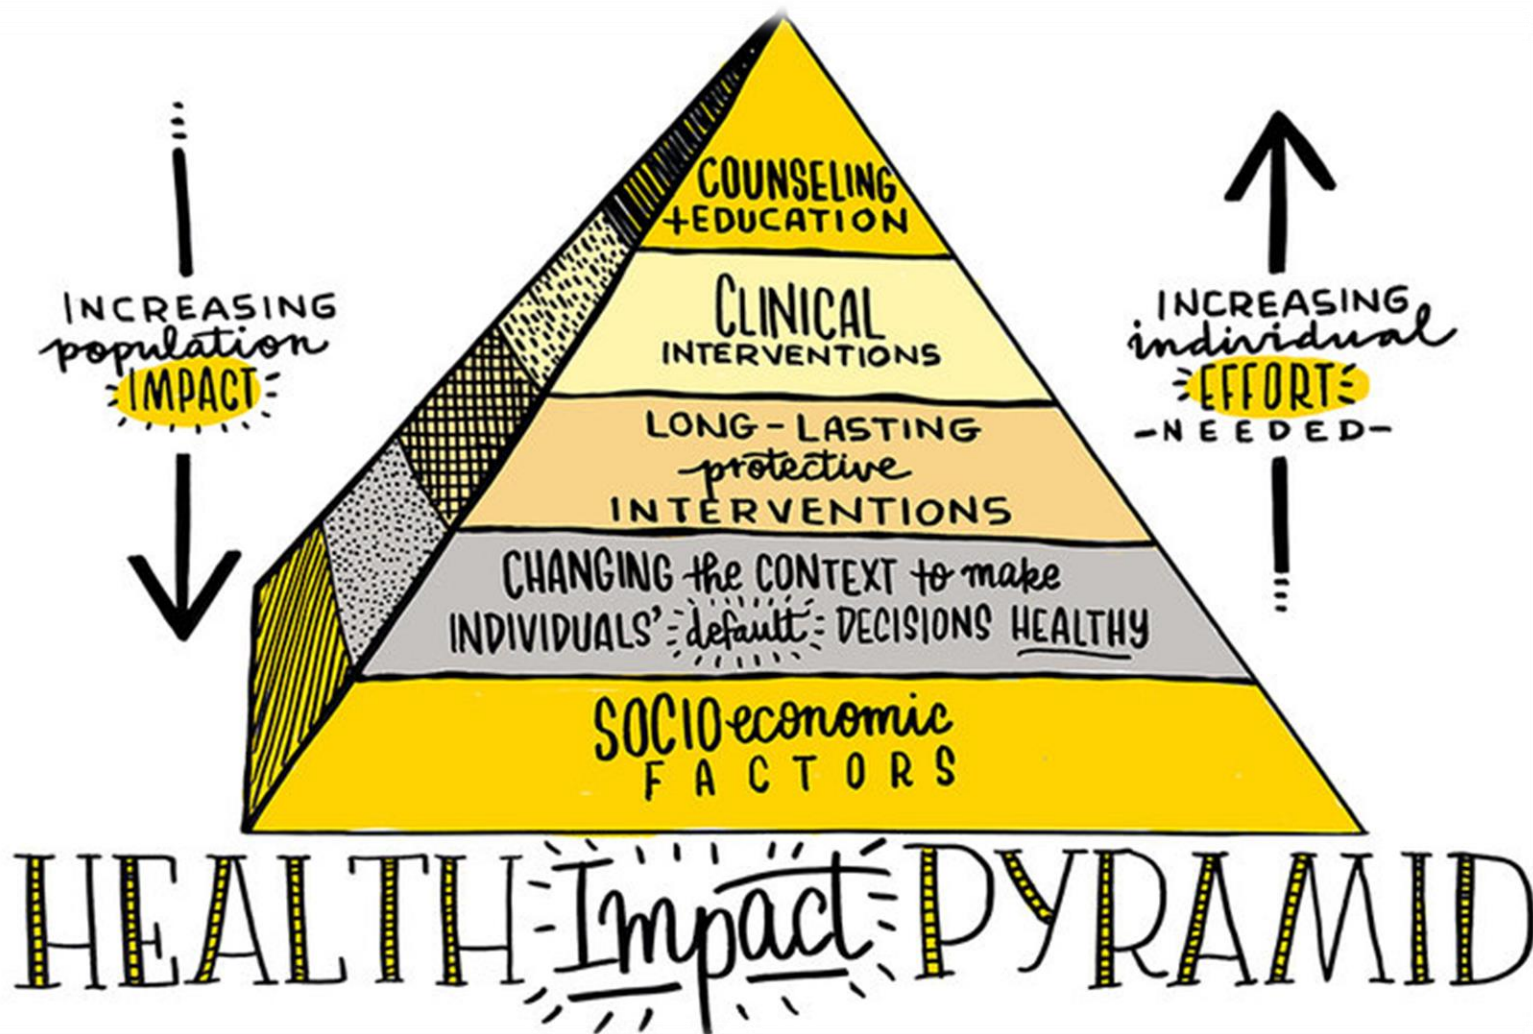 COUNSELING
+EDUCATION
CLINICAL
INTERVENTIONS
LONG-LASTING
protective
INTERVENTIONS
CHANGING the CONTEXT to make
INDIVIDUALS' default DECISIONS HEALTHY
SOCIOeconomic
FACTORS
INCREASING
population
IMPACT
INCREASING
individual
EFFORT
-NEEDED-
HEALTH Impact PYRAMID